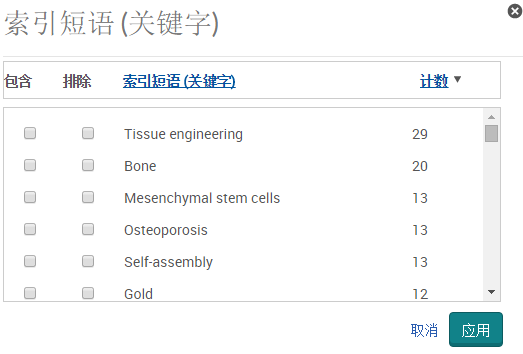 索引短语 (关键字)
包含 排除 索引短语 (关键字) 计数
Tissue engineering 29
Bone 20
Mesenchymal stem cells 13
Osteoporosis 13
Self-assembly 13
Gold 12
取消 应用